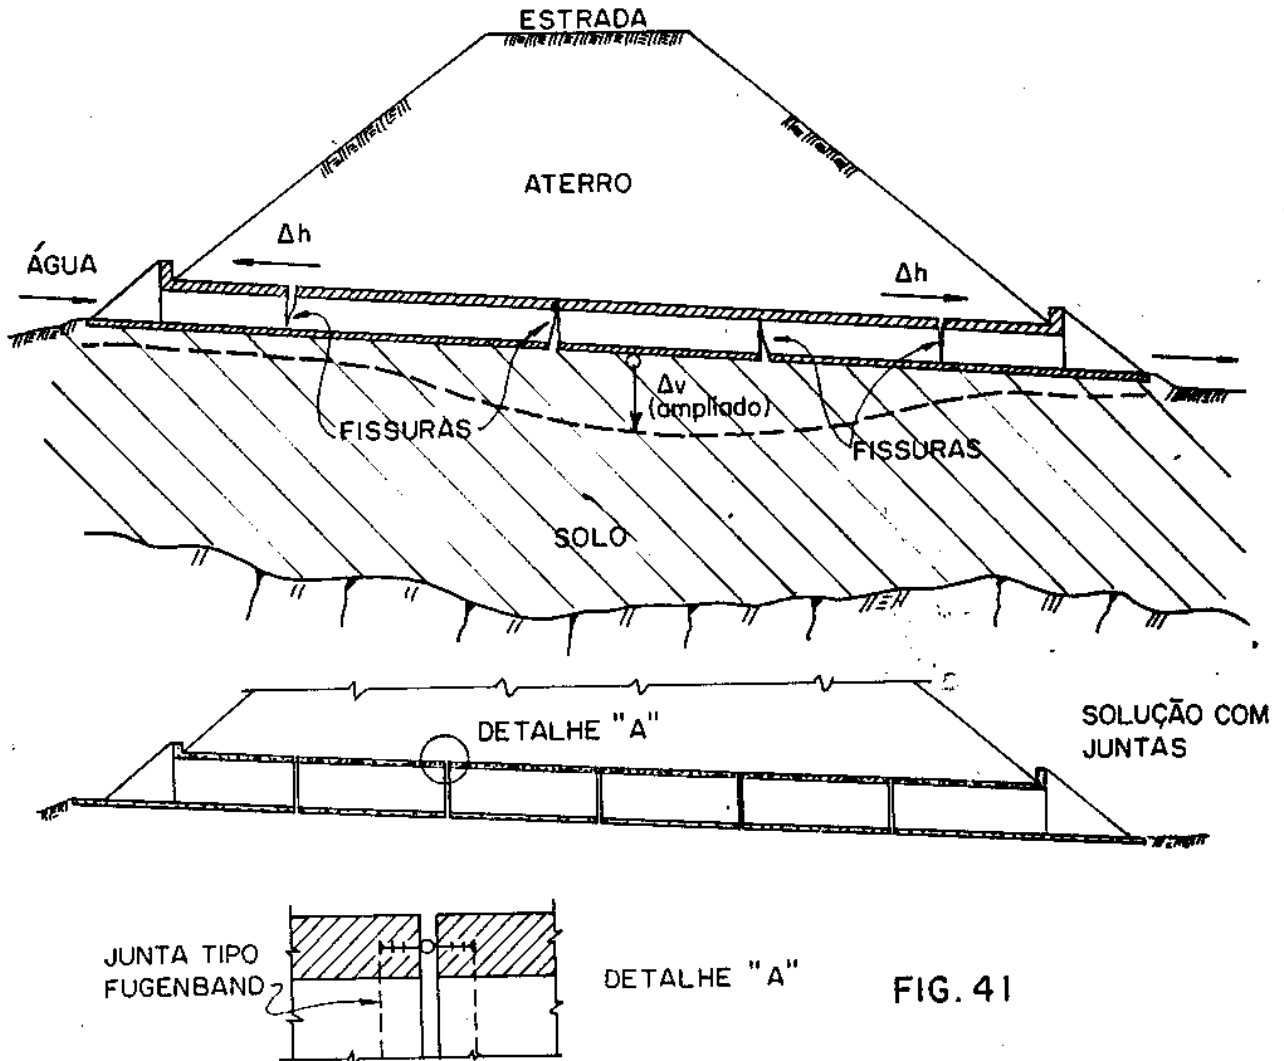 ESTRADA
ATERRO
Δh
ÁGUA
Δh
Δv
(ampliado)
FISSURAS
FISSURAS
SOLO
DETALHE "A"
SOLUÇÃO COM
JUNTAS
JUNTA TIPO
FUGENBAND
DETALHE "A"
FIG. 41